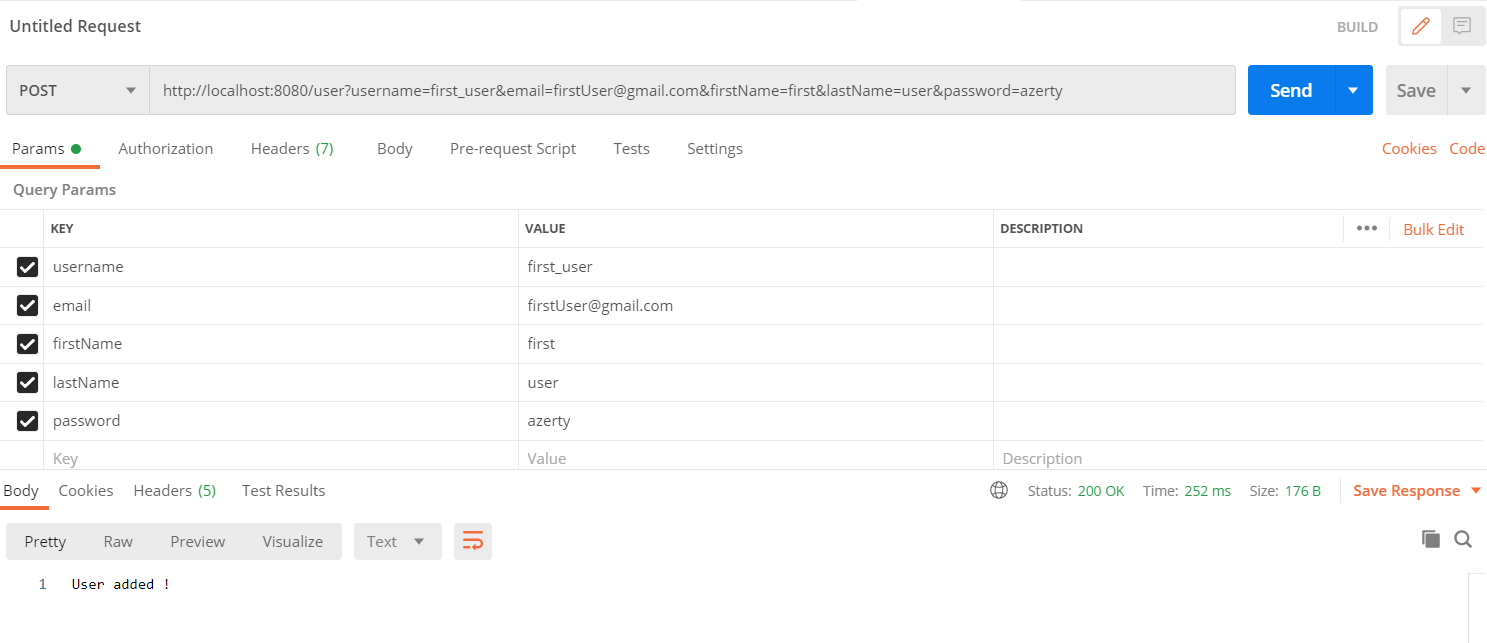 Untitled Request BUILD
POST http://localhost:8080/user?username=first_user&email=firstUser@gmail.com&firstName=first&lastName=user&password=azerty Send Save
Params Authorization Headers (7) Body Pre-request Script Tests Settings Cookies Code
Query Params
KEY VALUE DESCRIPTION ••• Bulk Edit
username first_user
email firstUser@gmail.com
firstName first
lastName user
password azerty
Key Value Description
Body Cookies Headers (5) Test Results Status: 200 OK Time: 252 ms Size: 176 B Save Response
Pretty Raw Preview Visualize Text
1 User added !